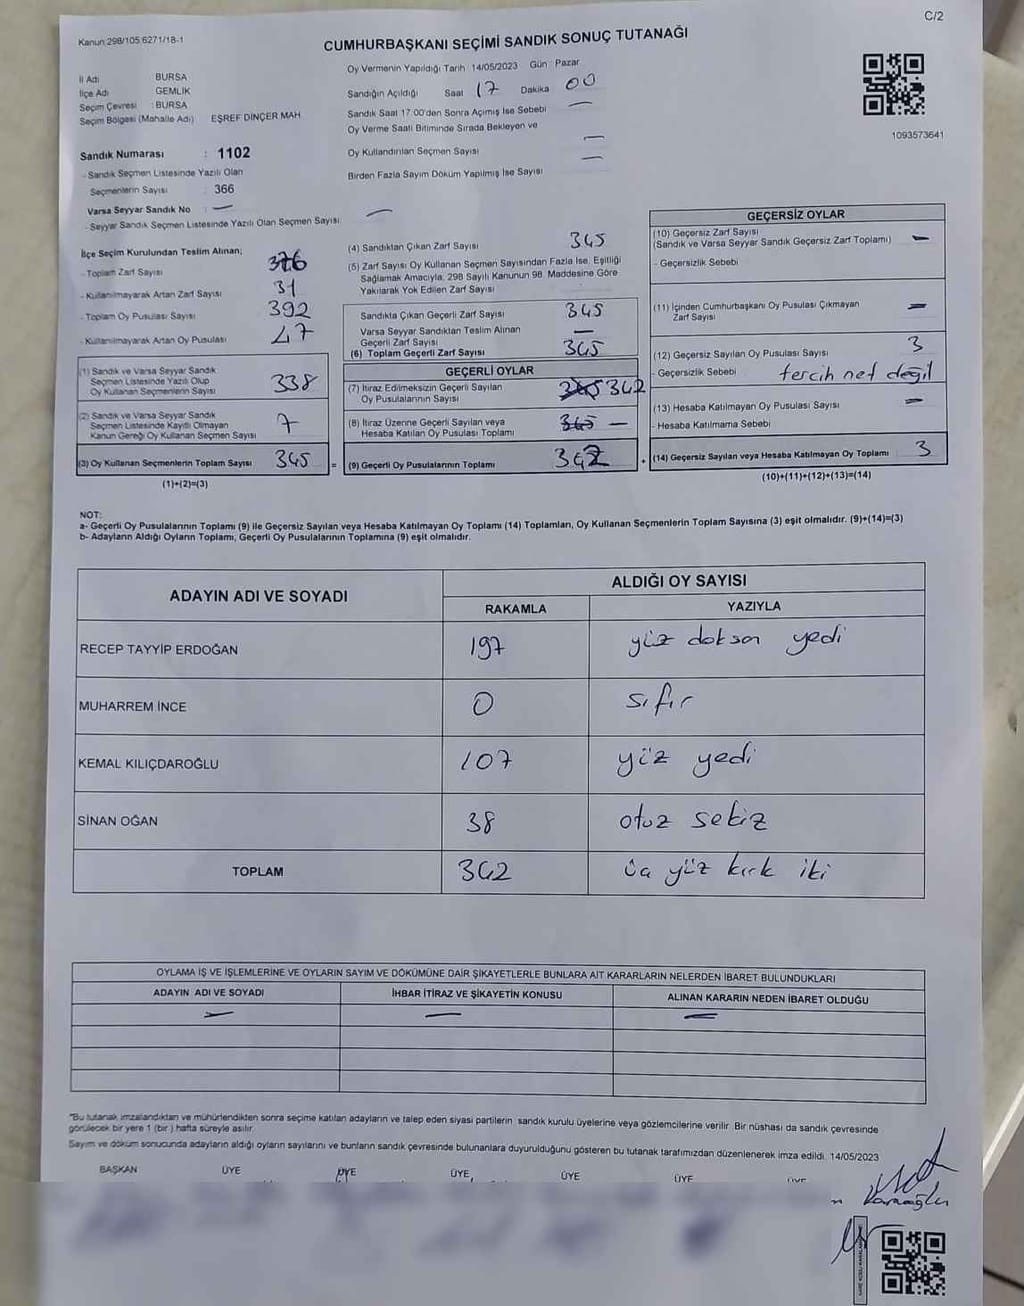 C/2
Kanun 298/105 6271/18-1
CUMHURBAŞKANI SEÇİMİ SANDIK SONUÇ TUTANAĞI
İl Adı BURSA
İlçe Adı GEMLİK
Seçim Çevresi : BURSA
Seçim Bölgesi (Mahalle Adı) EŞREF DİNÇER MAH
Sandık Numarası : 1102
- Sandık Seçmen Listesinde Yazılı Olan
Seçmenlerin Sayısı : 366
Varsa Seyyar Sandık No : —
- Seyyar Sandık Seçmen Listesinde Yazılı Olan Seçmen Sayısı —
Oy Vermenin Yapıldığı Tarih 14/05/2023 Gün : Pazar
Sandığın Açıldığı Saat 17 Dakika 00
Sandık Saat 17:00'den Sonra Açılmış İse Sebebi —
Oy Verme Saati Bitiminde Sırada Bekleyen ve
Oy Kullandırılan Seçmen Sayısı —
Birden Fazla Sayım Döküm Yapılmış İse Sayısı —
1093573641
İlçe Seçim Kurulundan Teslim Alınan;
- Toplam Zarf Sayısı 376
- Kullanılmayarak Artan Zarf Sayısı 31
- Toplam Oy Pusulası Sayısı 392
- Kullanılmayarak Artan Oy Pusulası 47
(1) Sandık ve Varsa Seyyar Sandık
Seçmen Listesinde Yazılı Olup
Oy Kullanan Seçmenlerin Sayısı 338
(2) Sandık ve Varsa Seyyar Sandık
Seçmen Listesinde Kayıtlı Olmayan
Kanun Gereği Oy Kullanan Seçmen Sayısı 7
(3) Oy Kullanan Seçmenlerin Toplam Sayısı 345 =
(1)+(2)=(3)
(4) Sandıktan Çıkan Zarf Sayısı 345
(5) Zarf Sayısı Oy Kullanan Seçmen Sayısından Fazla İse, Eşitliği
Sağlamak Amacıyla, 298 Sayılı Kanunun 98. Maddesine Göre
Yakılarak Yok Edilen Zarf Sayısı
Sandıkta Çıkan Geçerli Zarf Sayısı 345
Varsa Seyyar Sandıktan Teslim Alınan
Geçerli Zarf Sayısı —
(6) Toplam Geçerli Zarf Sayısı 345
GEÇERLİ OYLAR
(7) İtiraz Edilmeksizin Geçerli Sayılan
Oy Pusulalarının Sayısı 345 342
(8) İtiraz Üzerine Geçerli Sayılan veya
Hesaba Katılan Oy Pusulası Toplamı 345 —
(9) Geçerli Oy Pusulalarının Toplamı 342 +
GEÇERSİZ OYLAR
(10) Geçersiz Zarf Sayısı
(Sandık ve Varsa Seyyar Sandık Geçersiz Zarf Toplamı) —
- Geçersizlik Sebebi
(11) İçinden Cumhurbaşkanı Oy Pusulası Çıkmayan
Zarf Sayısı —
(12) Geçersiz Sayılan Oy Pusulası Sayısı 3
- Geçersizlik Sebebi tercih net değil
(13) Hesaba Katılmayan Oy Pusulası Sayısı —
- Hesaba Katılmama Sebebi
(14) Geçersiz Sayılan veya Hesaba Katılmayan Oy Toplamı 3
(10)+(11)+(12)+(13)=(14)
NOT:
a- Geçerli Oy Pusulalarının Toplamı (9) ile Geçersiz Sayılan veya Hesaba Katılmayan Oy Toplamı (14) Toplamları, Oy Kullanan Seçmenlerin Toplam Sayısına (3) eşit olmalıdır. (9)+(14)=(3)
b- Adayların Aldığı Oyların Toplamı, Geçerli Oy Pusulalarının Toplamına (9) eşit olmalıdır.
ADAYIN ADI VE SOYADI
ALDIĞI OY SAYISI
RAKAMLA YAZIYLA
RECEP TAYYİP ERDOĞAN 197 yüz doksan yedi
MUHARREM İNCE 0 sıfır
KEMAL KILIÇDAROĞLU 107 yüz yedi
SİNAN OĞAN 38 otuz sekiz
TOPLAM 342 üç yüz kırk iki
OYLAMA İŞ VE İŞLEMLERİNE VE OYLARIN SAYIM VE DÖKÜMÜNE DAİR ŞİKAYETLERLE BUNLARA AİT KARARLARIN NELERDEN İBARET BULUNDUKLARI
ADAYIN ADI VE SOYADI İHBAR İTİRAZ VE ŞİKAYETİN KONUSU ALINAN KARARIN NEDEN İBARET OLDUĞU
— — —
"Bu tutanak imzalandıktan ve mühürlendikten sonra seçime katılan adayların ve talep eden siyasi partilerin sandık kurulu üyelerine veya gözlemcilerine verilir. Bir nüshası da sandık çevresinde
görülecek bir yere 1 (bir) hafta süreyle asılır.
Sayım ve döküm sonucunda adayların aldığı oyların sayılarını ve bunların sandık çevresinde bulunanlara duyurulduğunu gösteren bu tutanak tarafımızdan düzenlenerek imza edildi. 14/05/2023
BAŞKAN ÜYE ÜYE ÜYE ÜYE ÜYE ÜYE